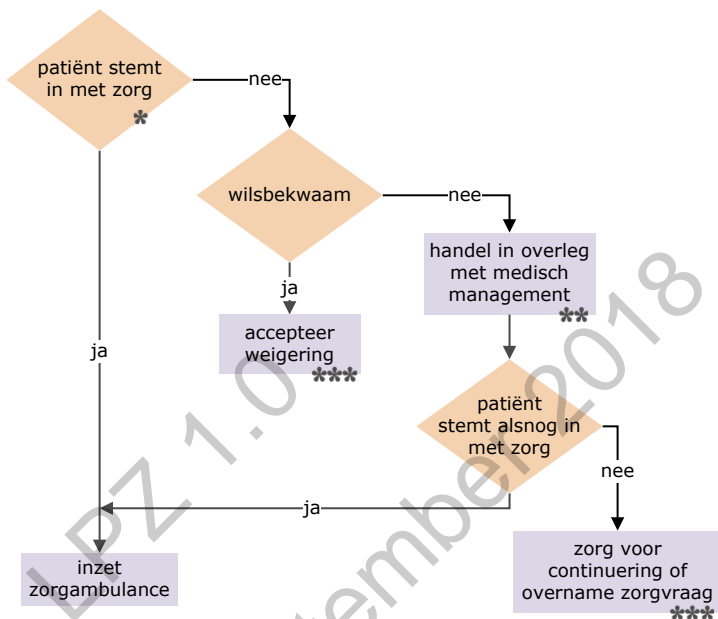 patiënt stemt
in met zorg
*
nee
wilsbekwaam
nee
handel in overleg
met medisch
management
**
ja
accepteer
weigering
***
ja
patiënt
stemt alsnog in
met zorg
nee
ja
inzet
zorgambulance
zorg voor
continuering of
overname zorgvraag
***
LPZ 1.0
tember 2018